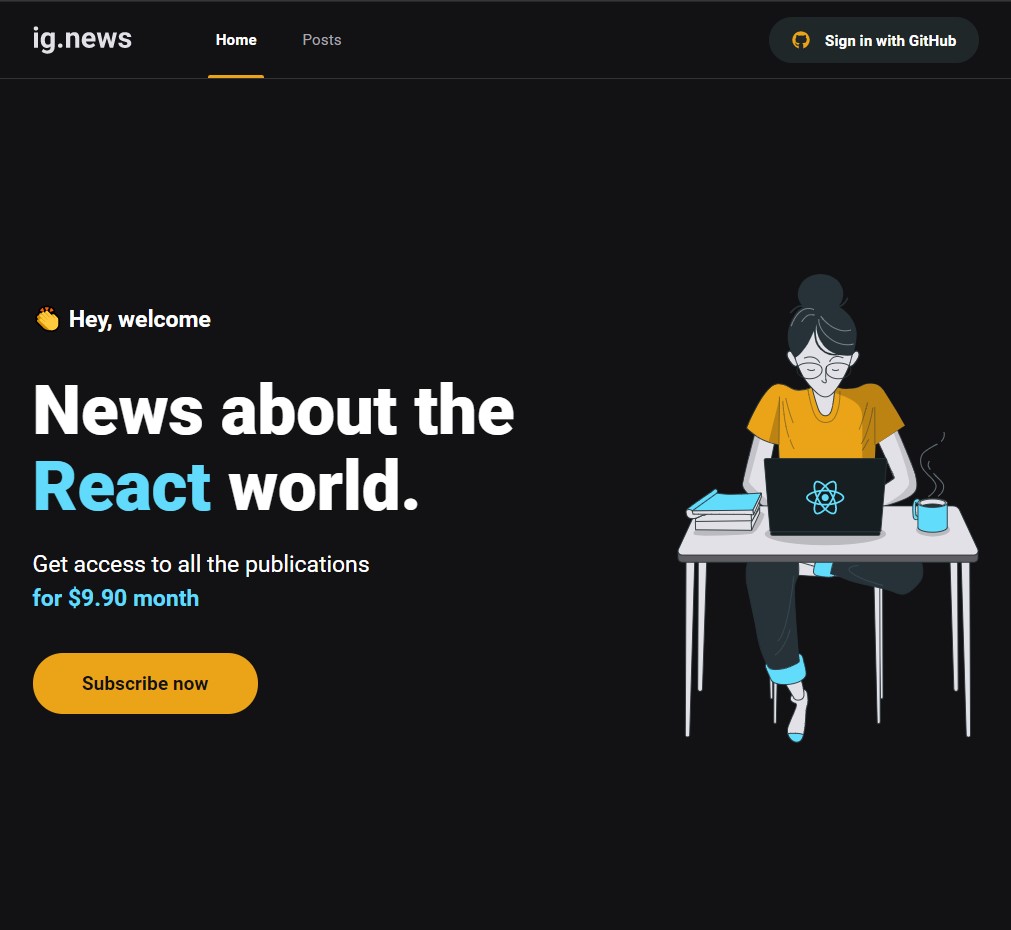 ig.news
Home
Posts
Sign in with GitHub
👏 Hey, welcome
News about the
React world.
Get access to all the publications
for $9.90 month
Subscribe now